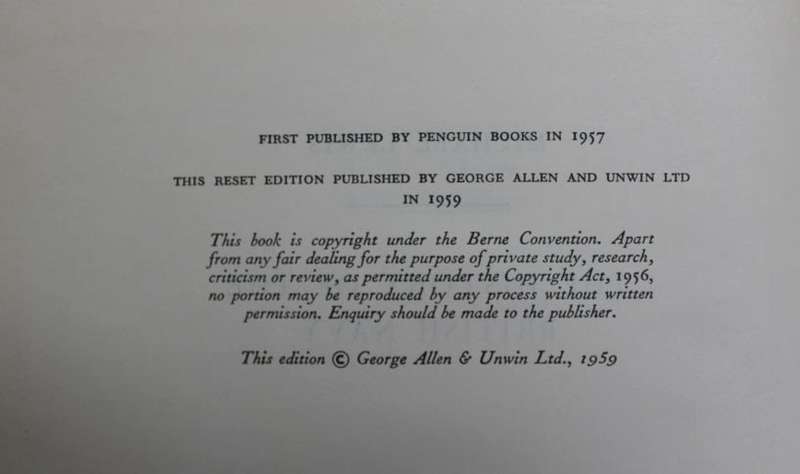 FIRST PUBLISHED BY PENGUIN BOOKS IN 1957
THIS RESET EDITION PUBLISHED BY GEORGE ALLEN AND UNWIN LTD
IN 1959
This book is copyright under the Berne Convention. Apart
from any fair dealing for the purpose of private study, research,
criticism or review, as permitted under the Copyright Act, 1956,
no portion may be reproduced by any process without written
permission. Enquiry should be made to the publisher.
This edition © George Allen & Unwin Ltd., 1959